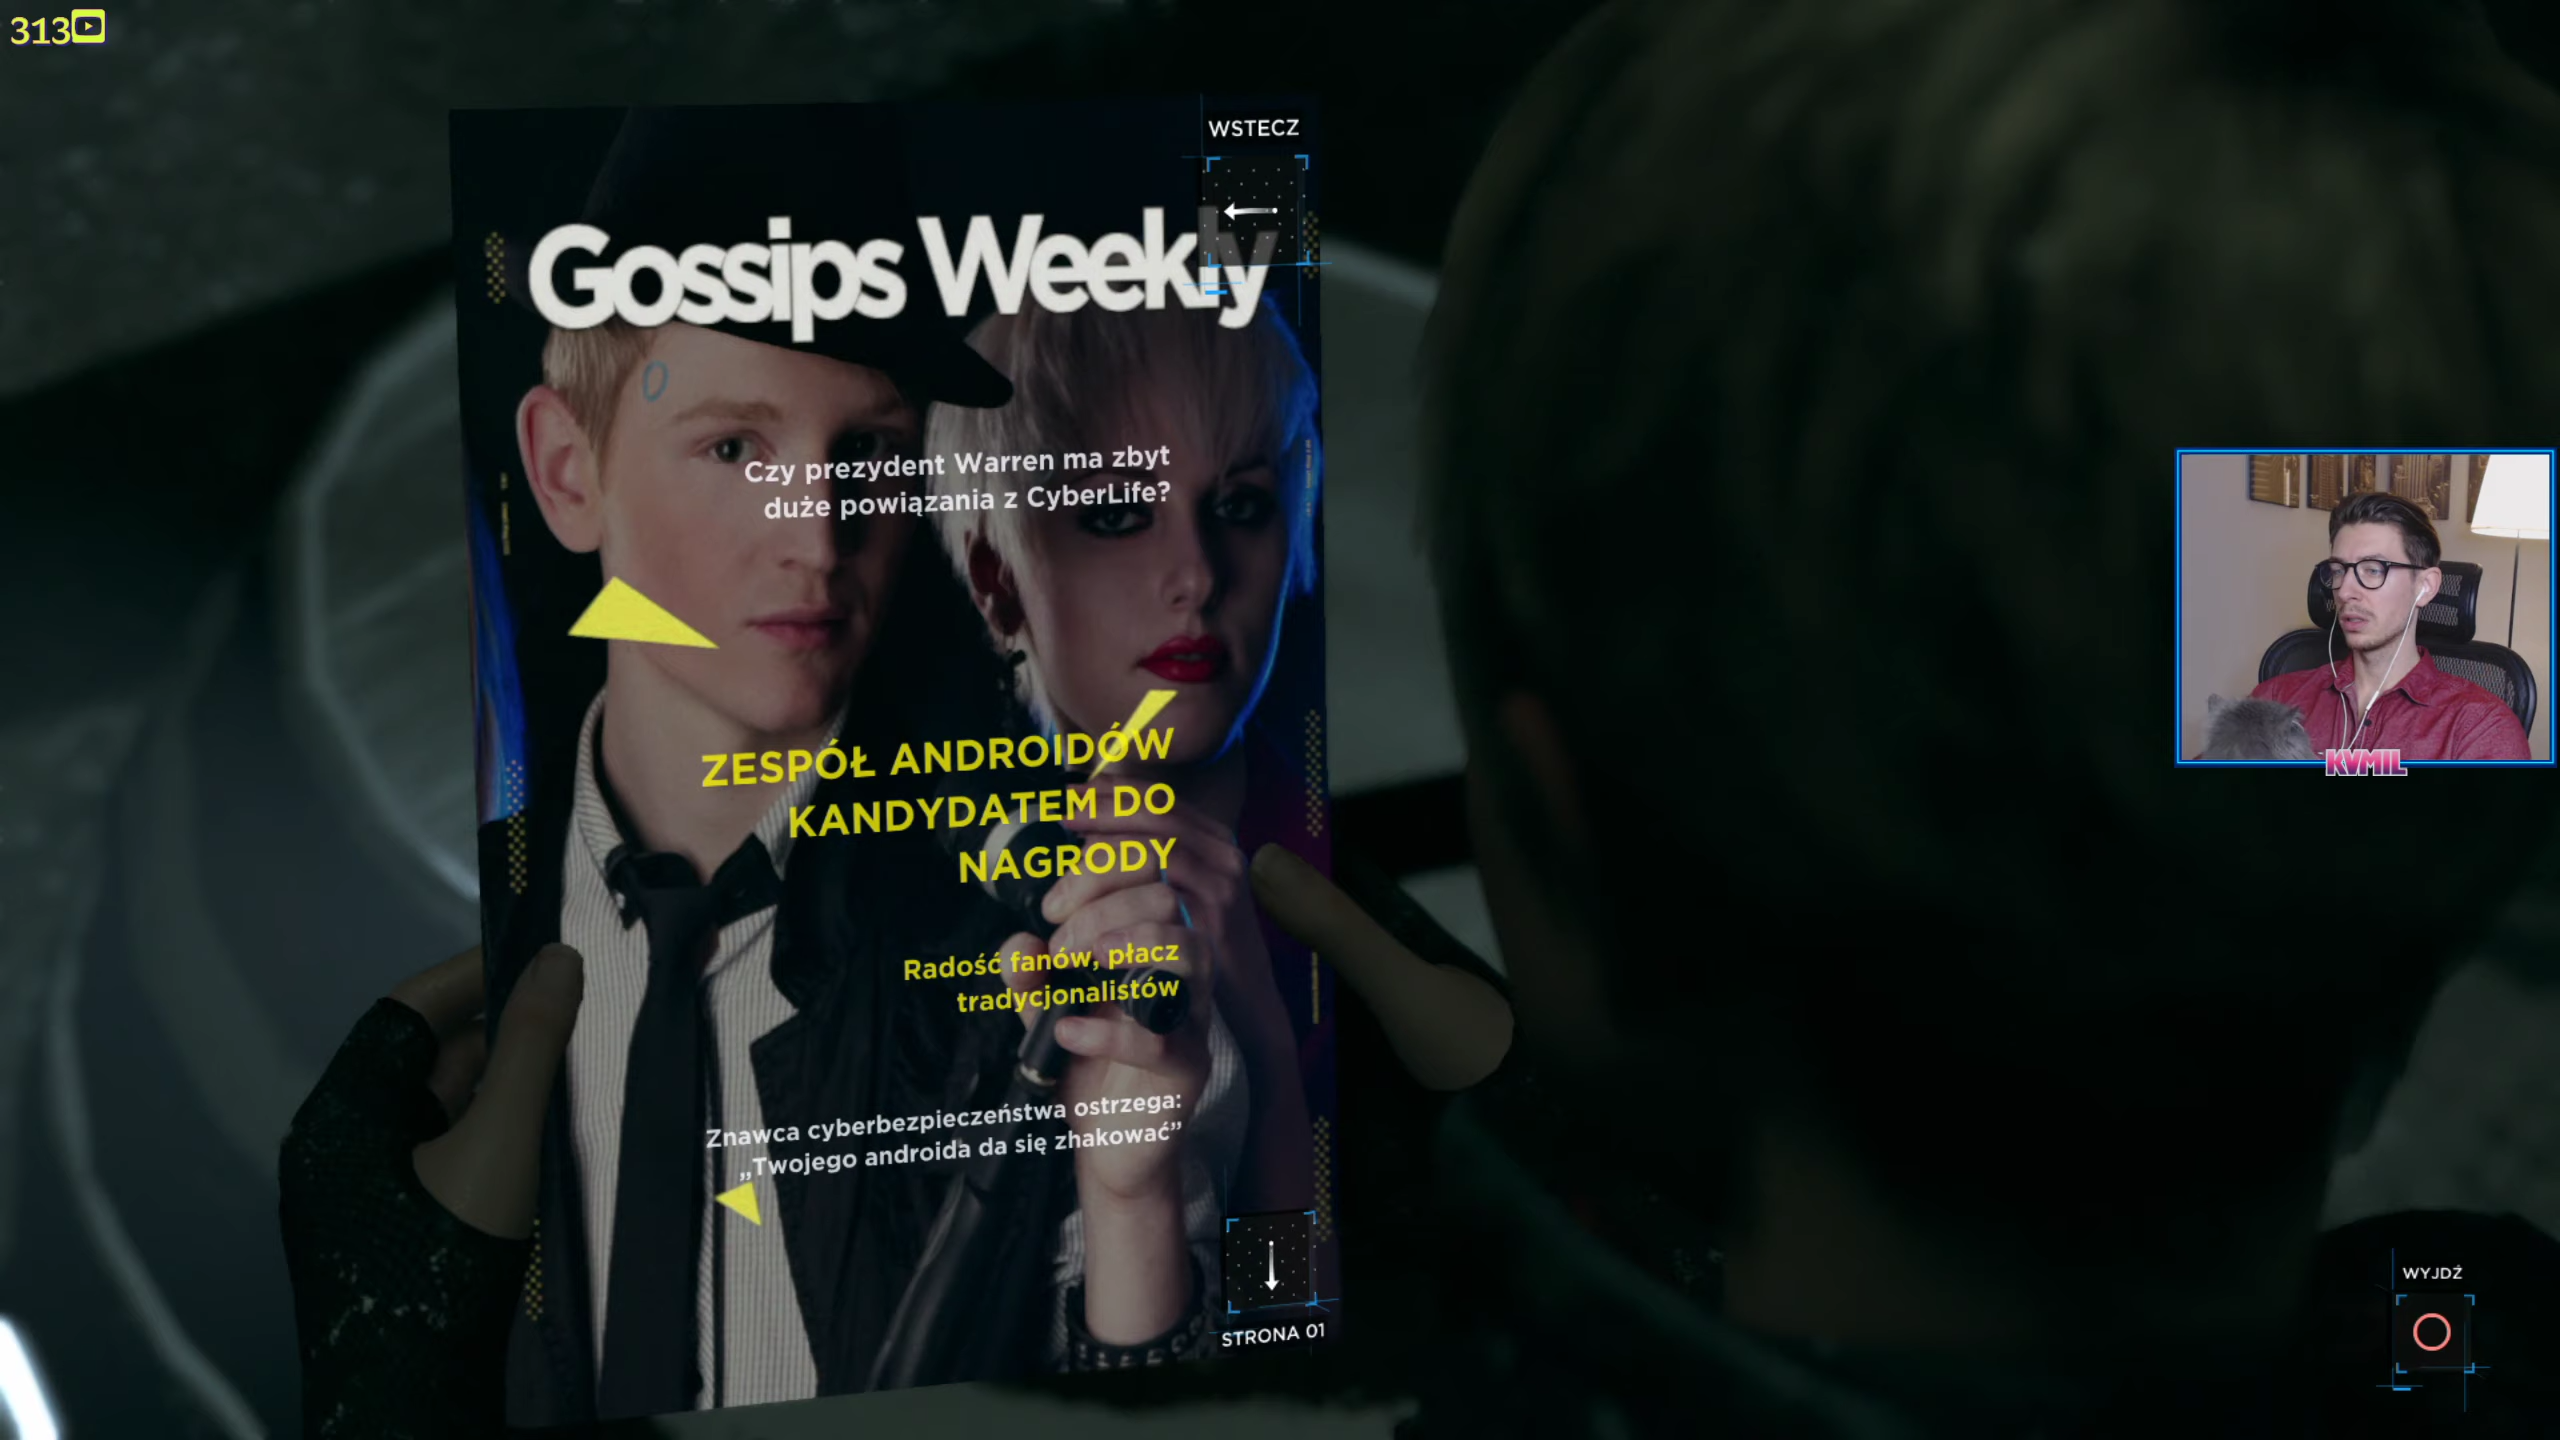 313
WSTECZ
Gossips Weekly
Czy prezydent Warren ma zbyt
duże powiązania z CyberLife?
ZESPÓŁ ANDROIDÓW
KANDYDATEM DO
NAGRODY
Radość fanów, płacz
tradycjonalistów
Znawca cyberbezpieczeństwa ostrzega:
„Twojego androida da się zhakować”
STRONA 01
KVMIL
WYJDŹ